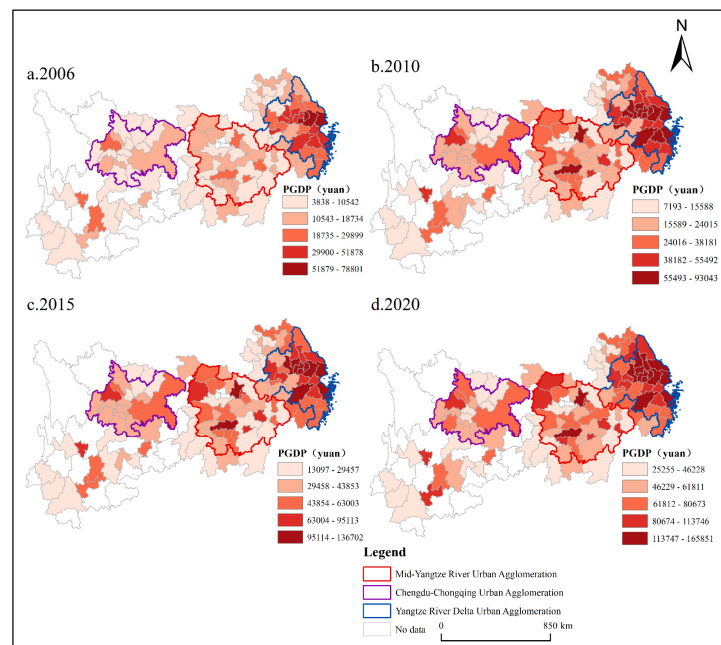 N
a.2006
PGDP（yuan）
3838 - 10542
10543 - 18734
18735 - 29899
29900 - 51878
51879 - 78801
b.2010
PGDP（yuan）
7193 - 15588
15589 - 24015
24016 - 38181
38182 - 55492
55493 - 93043
c.2015
PGDP（yuan）
13097 - 29457
29458 - 43853
43854 - 63003
63004 - 95113
95114 - 136702
d.2020
PGDP（yuan）
25255 - 46228
46229 - 61811
61812 - 80673
80674 - 113746
113747 - 165851
Legend
Mid-Yangtze River Urban Agglomeration
Chengdu-Chongqing Urban Agglomeration
Yangtze River Delta Urban Agglomeration
No data
0 850 km